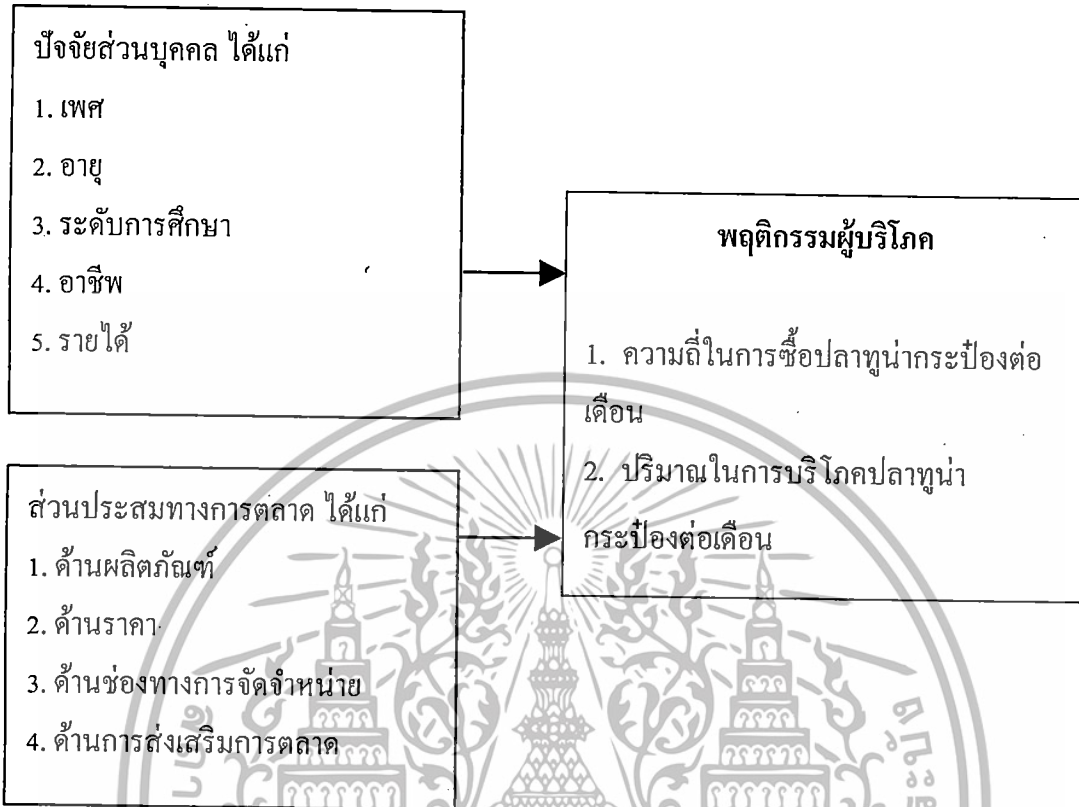 ปัจจัยส่วนบุคคล ได้แก่
1. เพศ
2. อายุ
3. ระดับการศึกษา
4. อาชีพ
5. รายได้
พฤติกรรมผู้บริโภค
1. ความถี่ในการซื้อปลาทูน่ากระป๋องต่อ
เดือน
2. ปริมาณในการบริโภคปลาทูน่า
กระป๋องต่อเดือน
ส่วนประสมทางการตลาด ได้แก่
1. ด้านผลิตภัณฑ์
2. ด้านราคา
3. ด้านช่องทางการจัดจำหน่าย
4. ด้านการส่งเสริมการตลาด